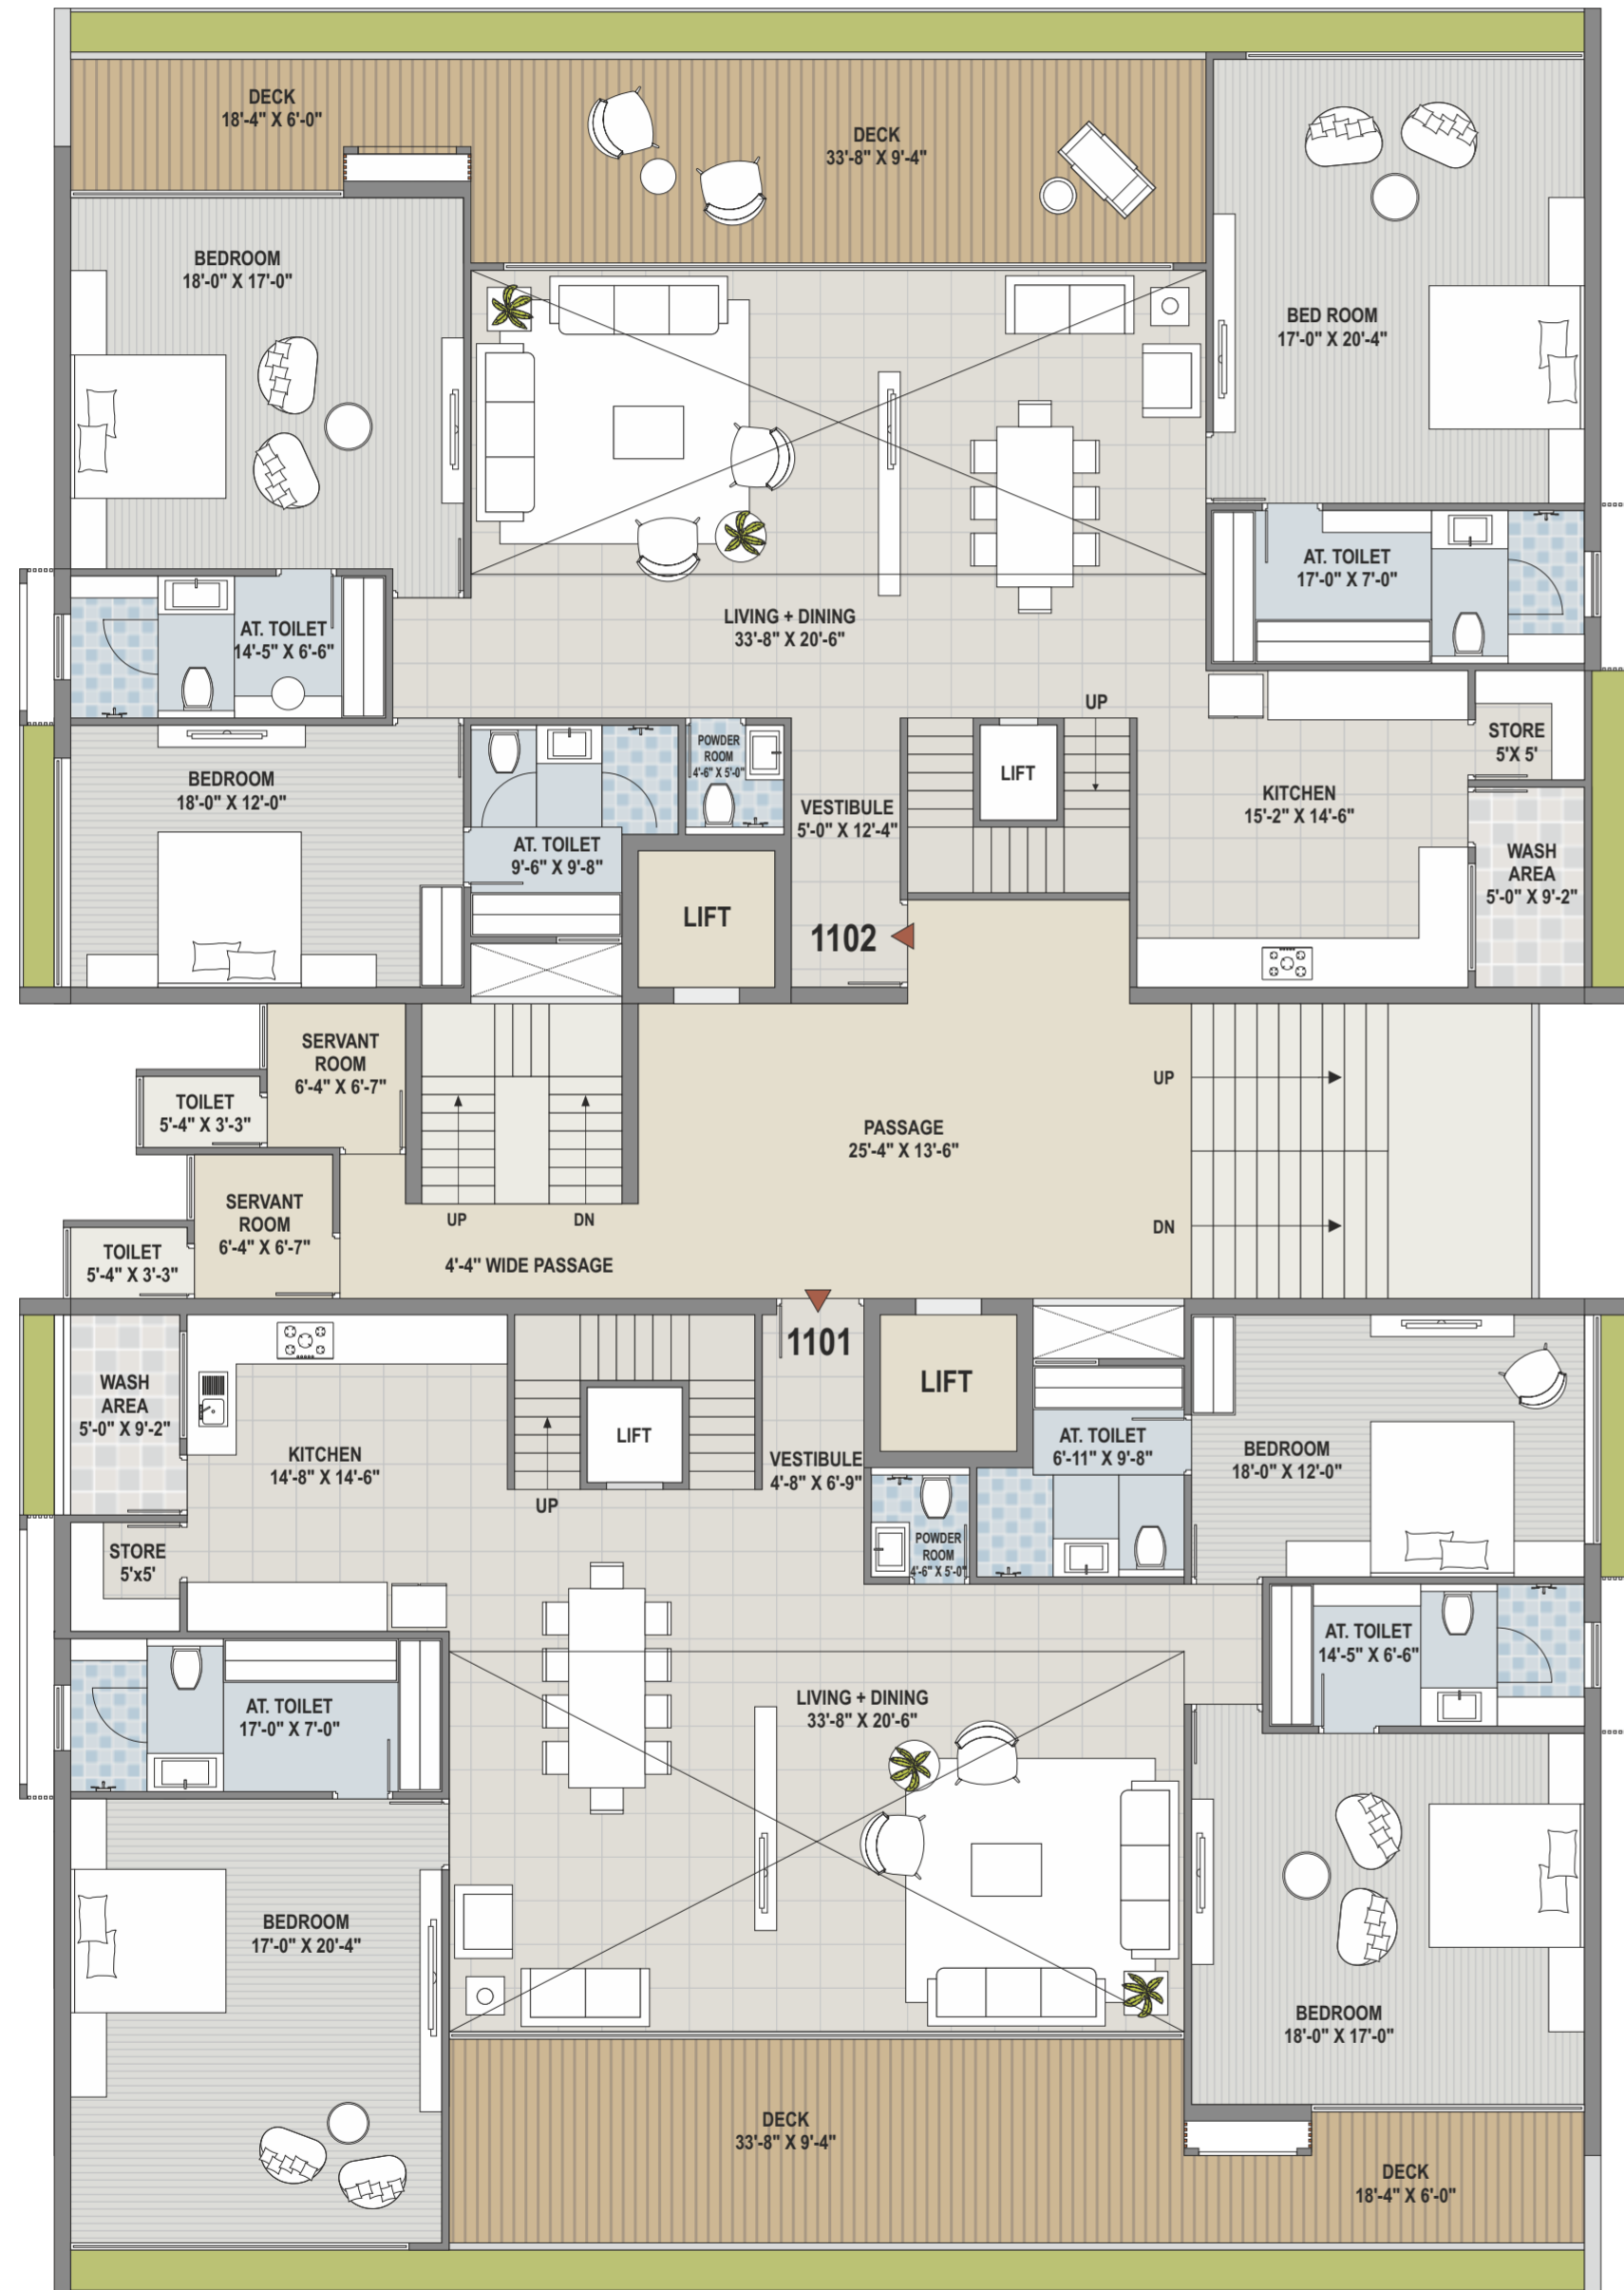 DECK
18'-4" X 6'-0"
DECK
33'-8" X 9'-4"
BEDROOM
18'-0" X 17'-0"
BED ROOM
17'-0" X 20'-4"
AT. TOILET
17'-0" X 7'-0"
LIVING + DINING
33'-8" X 20'-6"
AT. TOILET
14'-5" X 6'-6"
UP
STORE
5'X 5'
POWDER
ROOM
4'-6" X 5'-0"
LIFT
BEDROOM
18'-0" X 12'-0"
VESTIBULE
5'-0" X 12'-4"
KITCHEN
15'-2" X 14'-6"
AT. TOILET
9'-6" X 9'-8"
WASH
AREA
5'-0" X 9'-2"
LIFT
1102
SERVANT
ROOM
6'-4" X 6'-7"
TOILET
5'-4" X 3'-3"
UP
PASSAGE
25'-4" X 13'-6"
SERVANT
ROOM
6'-4" X 6'-7"
UP
DN
DN
TOILET
5'-4" X 3'-3"
4'-4" WIDE PASSAGE
1101
WASH
AREA
5'-0" X 9'-2"
LIFT
LIFT
KITCHEN
14'-8" X 14'-6"
VESTIBULE
4'-8" X 6'-9"
AT. TOILET
6'-11" X 9'-8"
BEDROOM
18'-0" X 12'-0"
UP
STORE
5'x5'
POWDER
ROOM
4'-6" X 5'-0"
AT. TOILET
14'-5" X 6'-6"
AT. TOILET
17'-0" X 7'-0"
LIVING + DINING
33'-8" X 20'-6"
BEDROOM
17'-0" X 20'-4"
BEDROOM
18'-0" X 17'-0"
DECK
33'-8" X 9'-4"
DECK
18'-4" X 6'-0"